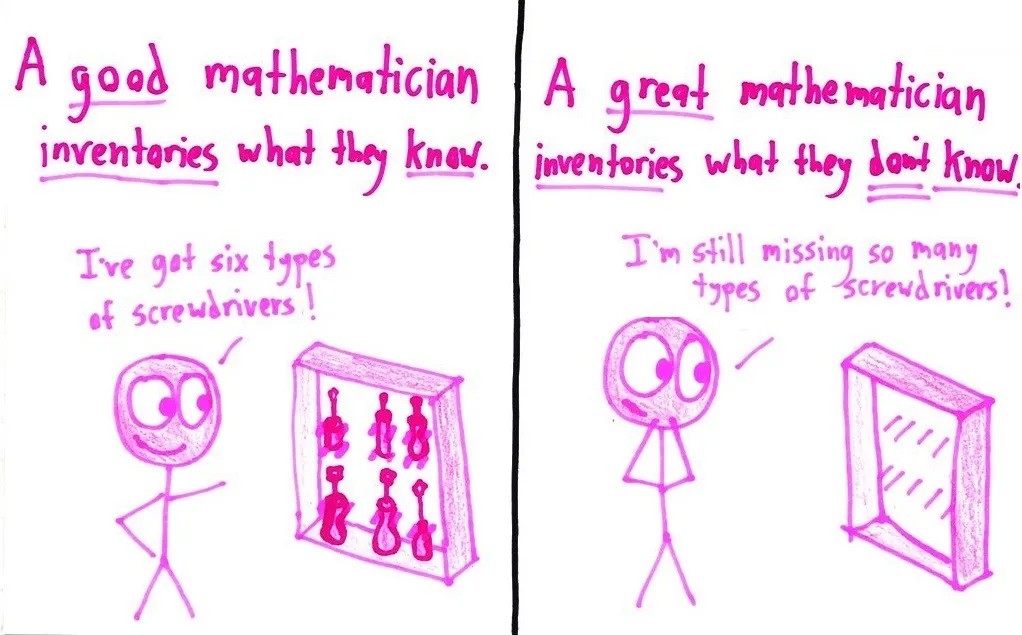 A good mathematician
inventories what they know.
I've got six types
of screwdrivers!
A great mathematician
inventories what they don't know.
I'm still missing so many
types of screwdrivers!